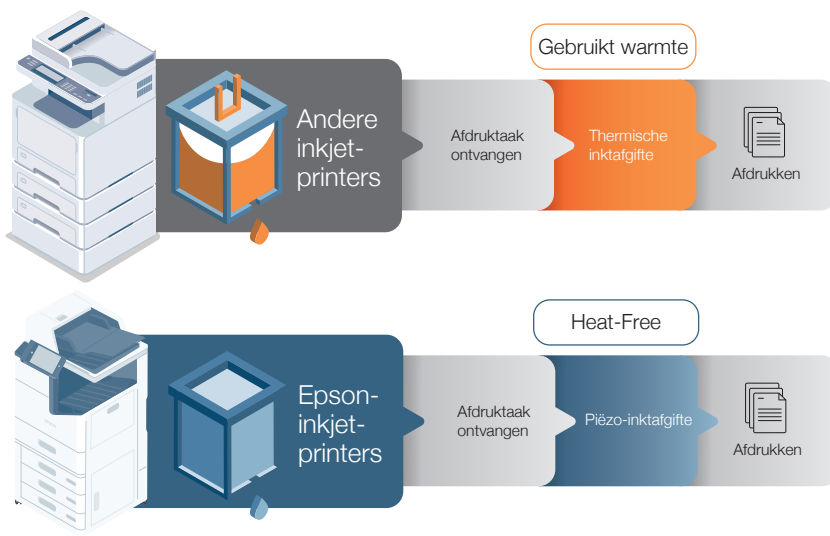 Gebruikt warmte
Andere
inkjet-
printers
Afdruktaak
ontvangen
Thermische
inktafgifte
Afdrukken
Heat-Free
Epson-
inkjet-
printers
Afdruktaak
ontvangen
Piëzo-inktafgifte
Afdrukken